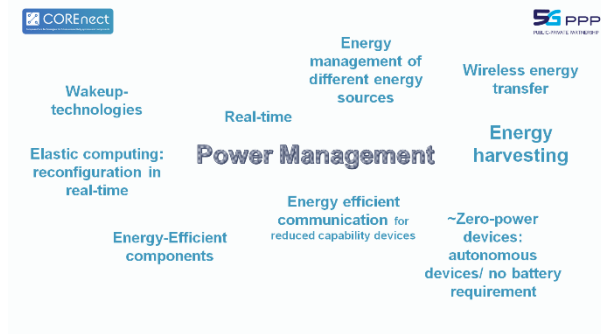 COREnect
5G PPP
PUBLIC-PRIVATE PARTNERSHIP
Energy
management of
different energy
sources
Wireless energy
transfer
Wakeup-
technologies
Real-time
Energy
harvesting
Elastic computing:
reconfiguration in
real-time
Power Management
Energy efficient
communication for
reduced capability devices
~Zero-power
devices:
autonomous
devices/ no battery
requirement
Energy-Efficient
components